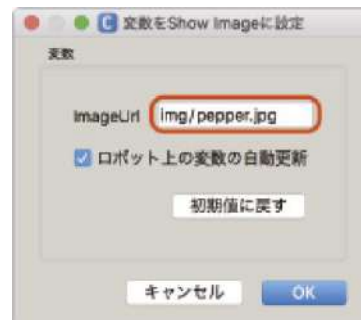 変数をShow Imageに設定
変数
ImageUrl img/pepper.jpg
ロボット上の変数の自動更新
初期値に戻す
キャンセル OK